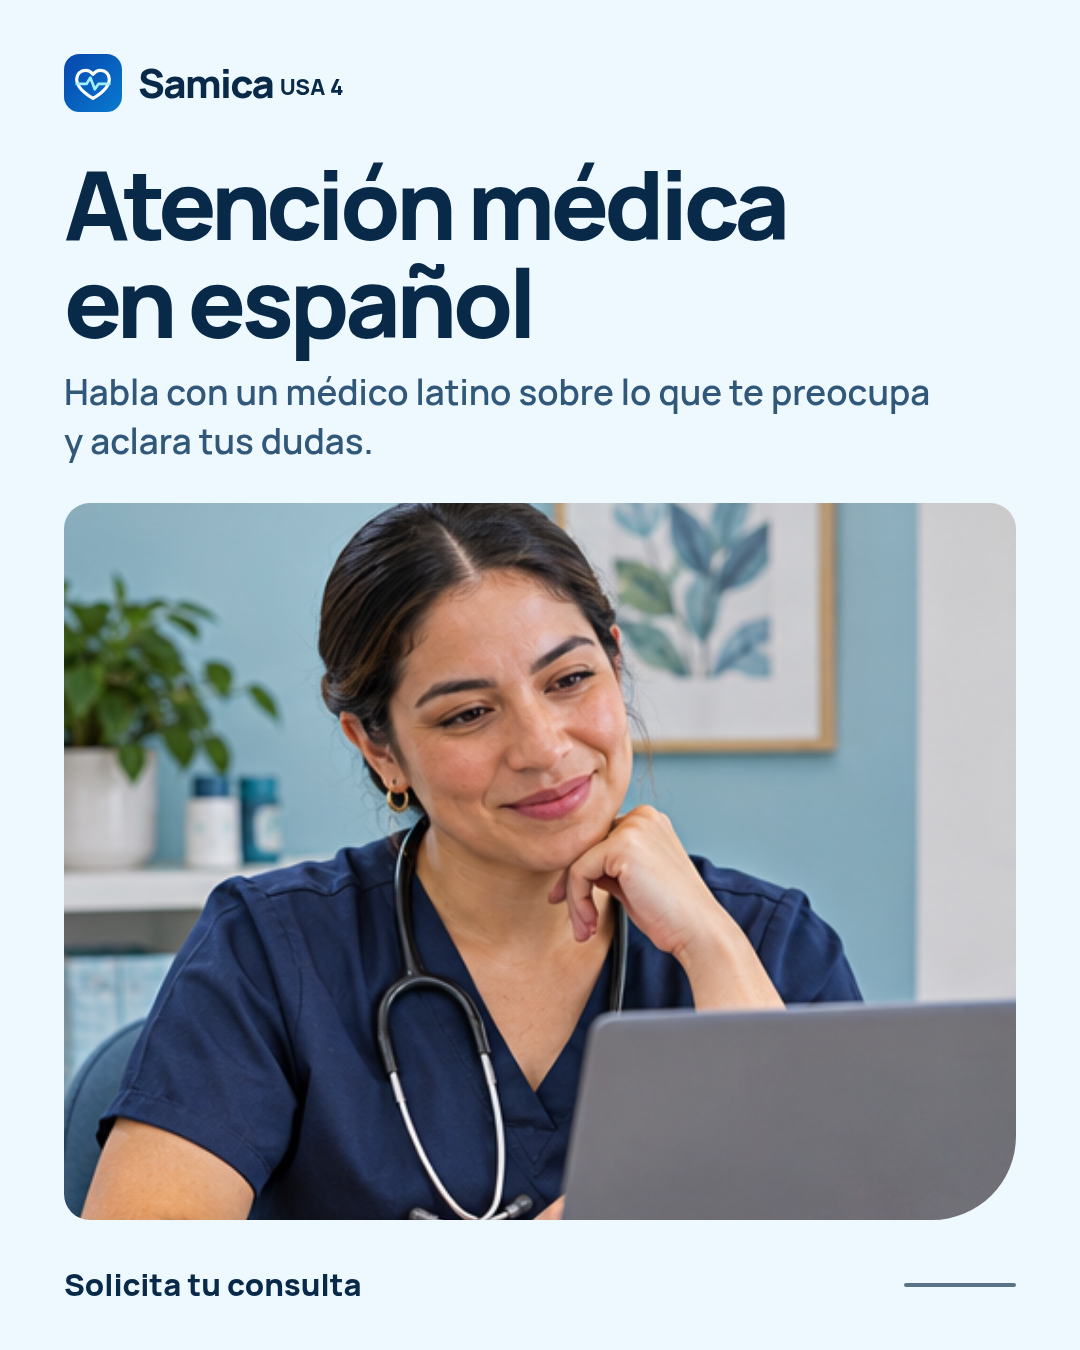 Samica USA 4
Atención médica
en español
Habla con un médico latino sobre lo que te preocupa
y aclara tus dudas.
Solicita tu consulta